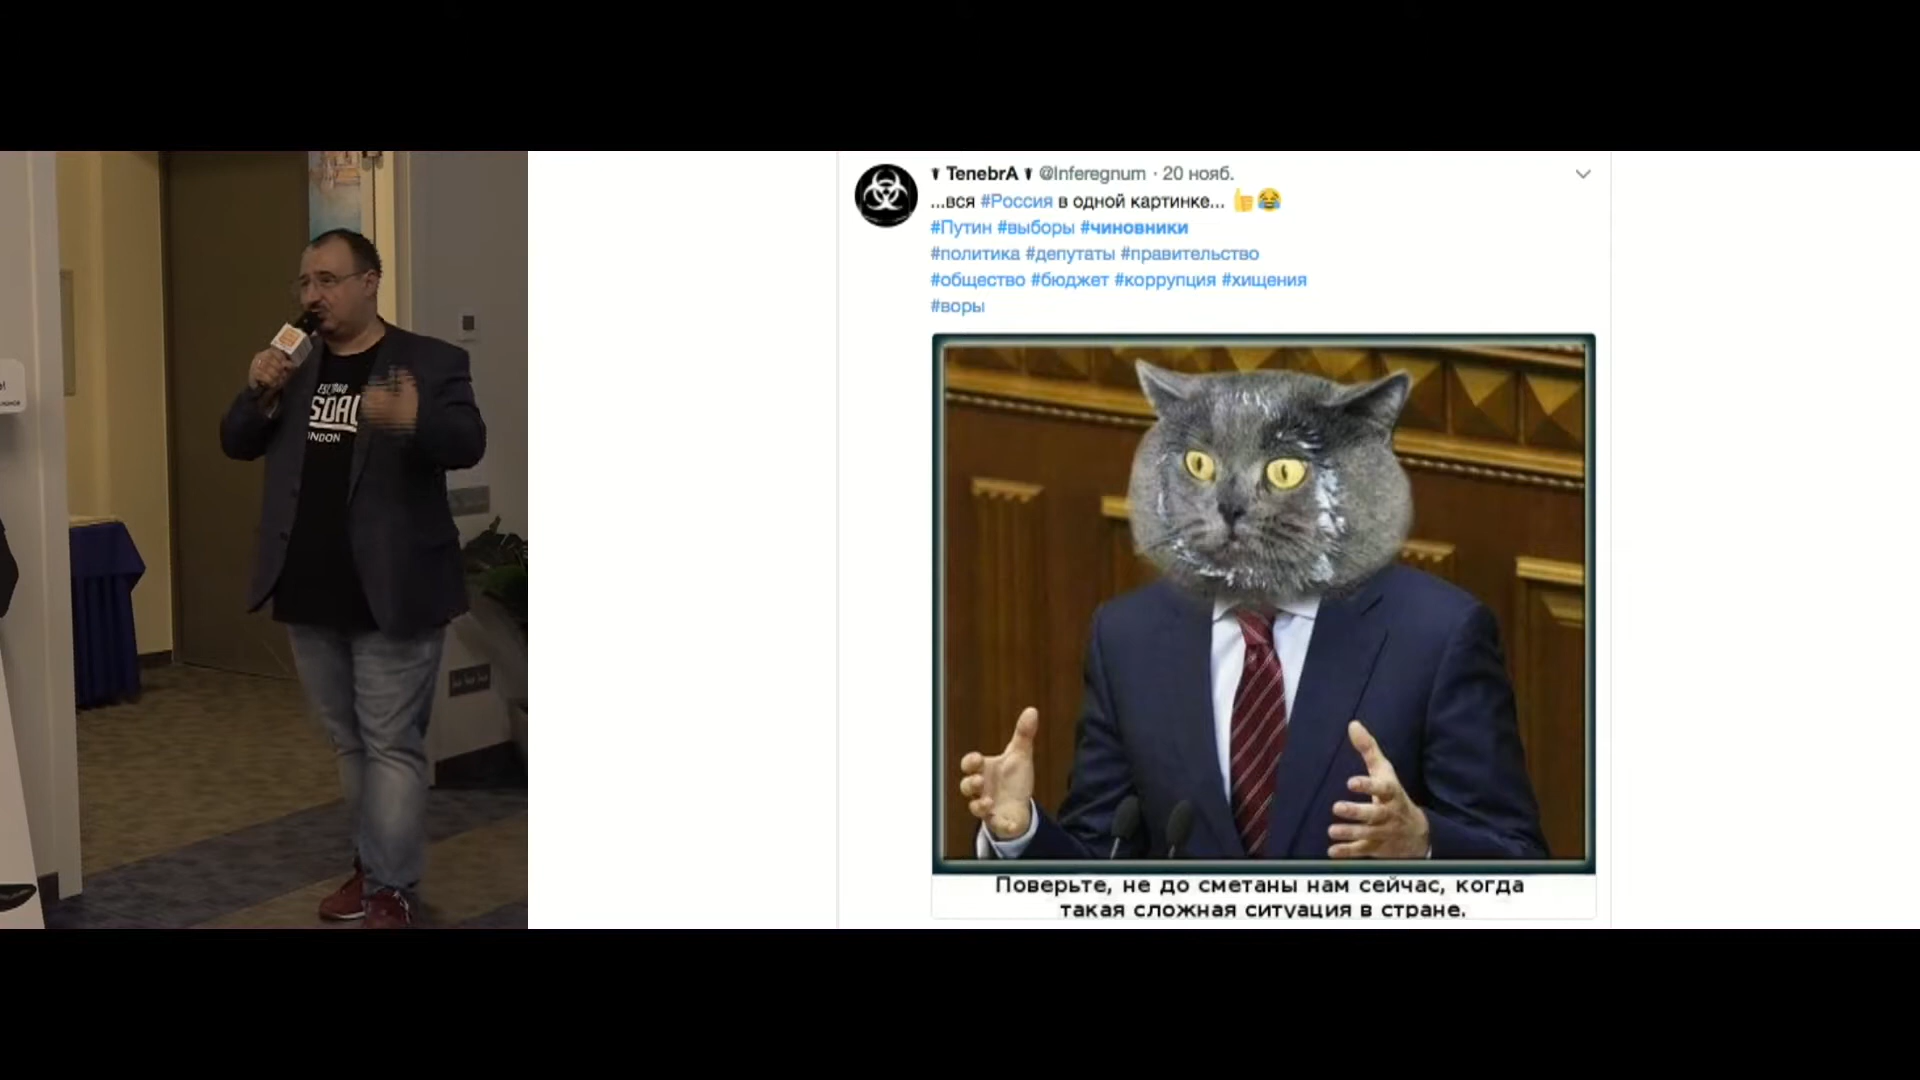 TenebrA @Inferegnum · 20 нояб.
...вся #Россия в одной картинке...
#Путин #выборы #чиновники
#политика #депутаты #правительство
#общество #бюджет #коррупция #хищения
#воры
Поверьте, не до сметаны нам сейчас, когда
такая сложная ситуация в стране.